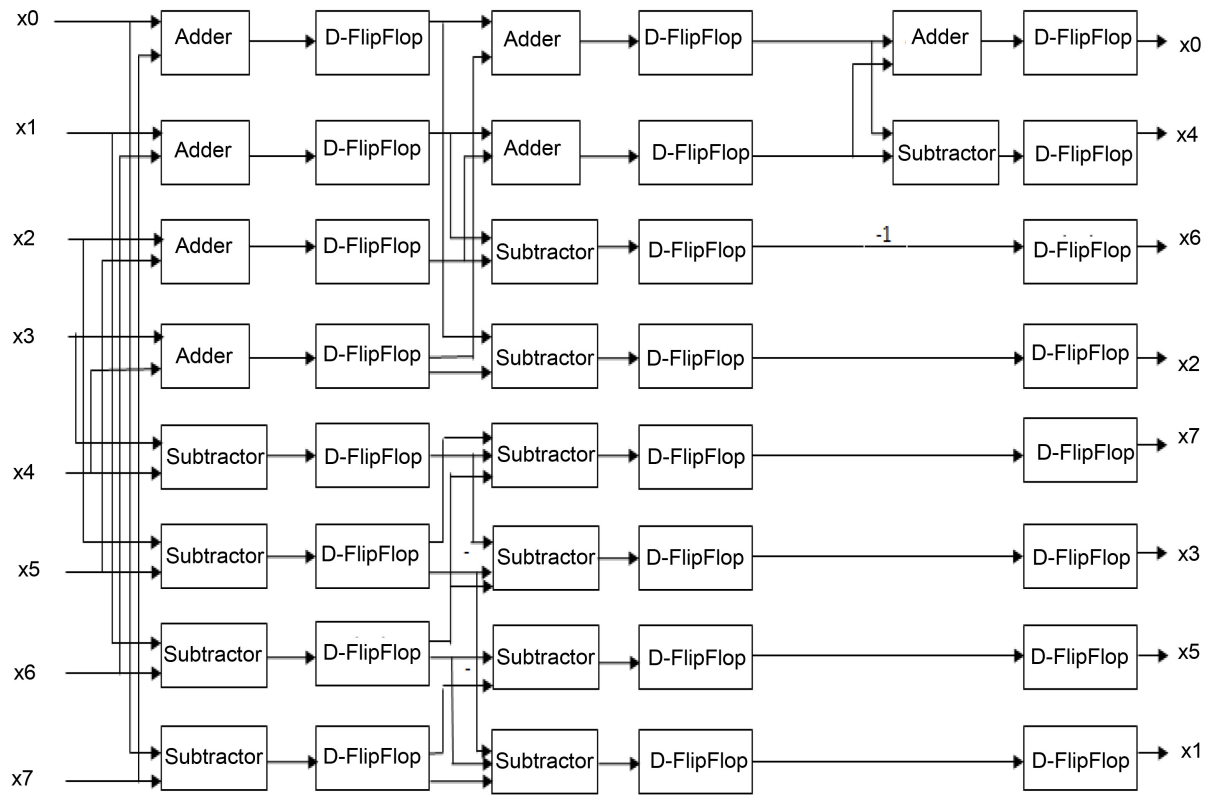 x0 Adder D-FlipFlop Adder D-FlipFlop Adder D-FlipFlop x0
x1 Adder D-FlipFlop Adder D-FlipFlop Subtractor D-FlipFlop x4
x2 Adder D-FlipFlop Subtractor D-FlipFlop -1 D-FlipFlop x6
x3 Adder D-FlipFlop Subtractor D-FlipFlop D-FlipFlop x2
x4 Subtractor D-FlipFlop Subtractor D-FlipFlop D-FlipFlop x7
x5 Subtractor D-FlipFlop - Subtractor D-FlipFlop D-FlipFlop x3
x6 Subtractor D-FlipFlop - Subtractor D-FlipFlop D-FlipFlop x5
x7 Subtractor D-FlipFlop Subtractor D-FlipFlop D-FlipFlop x1